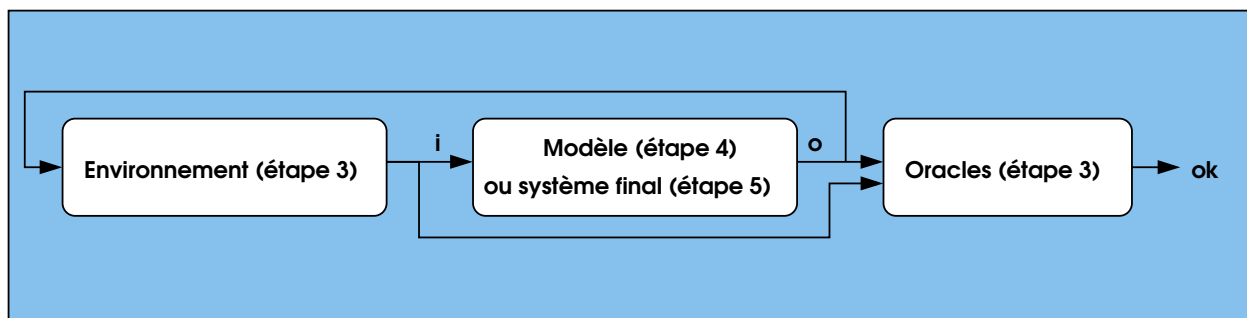 Environnement (étape 3)
i
Modèle (étape 4)
ou système final (étape 5)
o
Oracles (étape 3)
ok